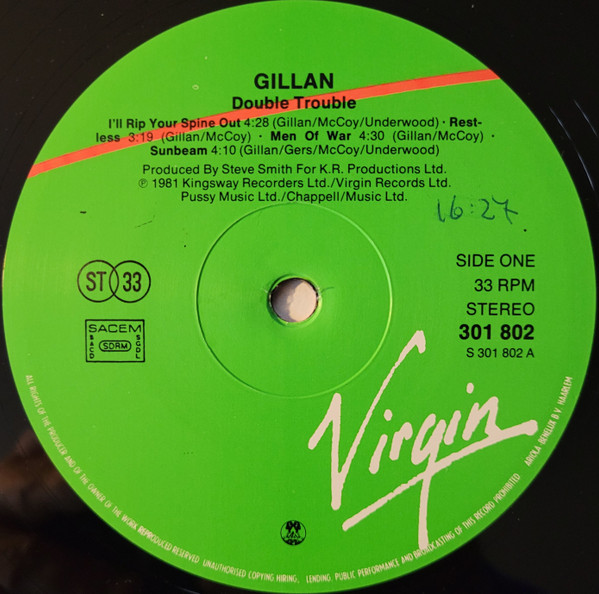 GILLAN
Double Trouble
I'll Rip Your Spine Out 4:28 (Gillan/McCoy/Underwood) · Rest-
less 3:19 (Gillan/McCoy) · Men Of War 4:30 (Gillan/McCoy) ·
Sunbeam 4:10 (Gillan/Gers/McCoy/Underwood)
Produced By Steve Smith For K.R. Productions Ltd.
℗ 1981 Kingsway Recorders Ltd./Virgin Records Ltd.
Pussy Music Ltd./Chappell/Music Ltd.
16:27
ST 33
SACEM
SACD
SDRM
SGDL
SIDE ONE
33 RPM
STEREO
301 802
S 301 802 A
Virgin
ALL RIGHTS OF THE PRODUCER AND OF THE OWNER OF THE WORK REPRODUCED RESERVED UNAUTHORISED COPYING HIRING, LENDING PUBLIC PERFORMANCE AND BROADCASTING OF THIS RECORD PROHIBITED ARIOLA-BENELUX B.V. HAARLEM